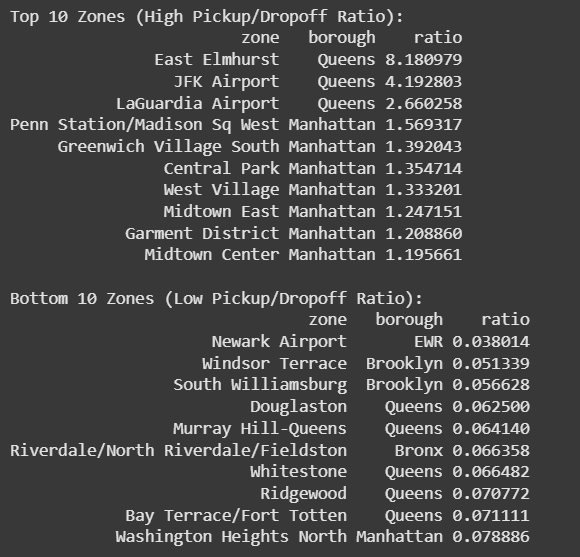 Top 10 Zones (High Pickup/Dropoff Ratio):
zone borough ratio
East Elmhurst Queens 8.180979
JFK Airport Queens 4.192803
LaGuardia Airport Queens 2.660258
Penn Station/Madison Sq West Manhattan 1.569317
Greenwich Village South Manhattan 1.392043
Central Park Manhattan 1.354714
West Village Manhattan 1.333201
Midtown East Manhattan 1.247151
Garment District Manhattan 1.208860
Midtown Center Manhattan 1.195661
Bottom 10 Zones (Low Pickup/Dropoff Ratio):
zone borough ratio
Newark Airport EWR 0.038014
Windsor Terrace Brooklyn 0.051339
South Williamsburg Brooklyn 0.056628
Douglaston Queens 0.062500
Murray Hill-Queens Queens 0.064140
Riverdale/North Riverdale/Fieldston Bronx 0.066358
Whitestone Queens 0.066482
Ridgewood Queens 0.070772
Bay Terrace/Fort Totten Queens 0.071111
Washington Heights North Manhattan 0.078886